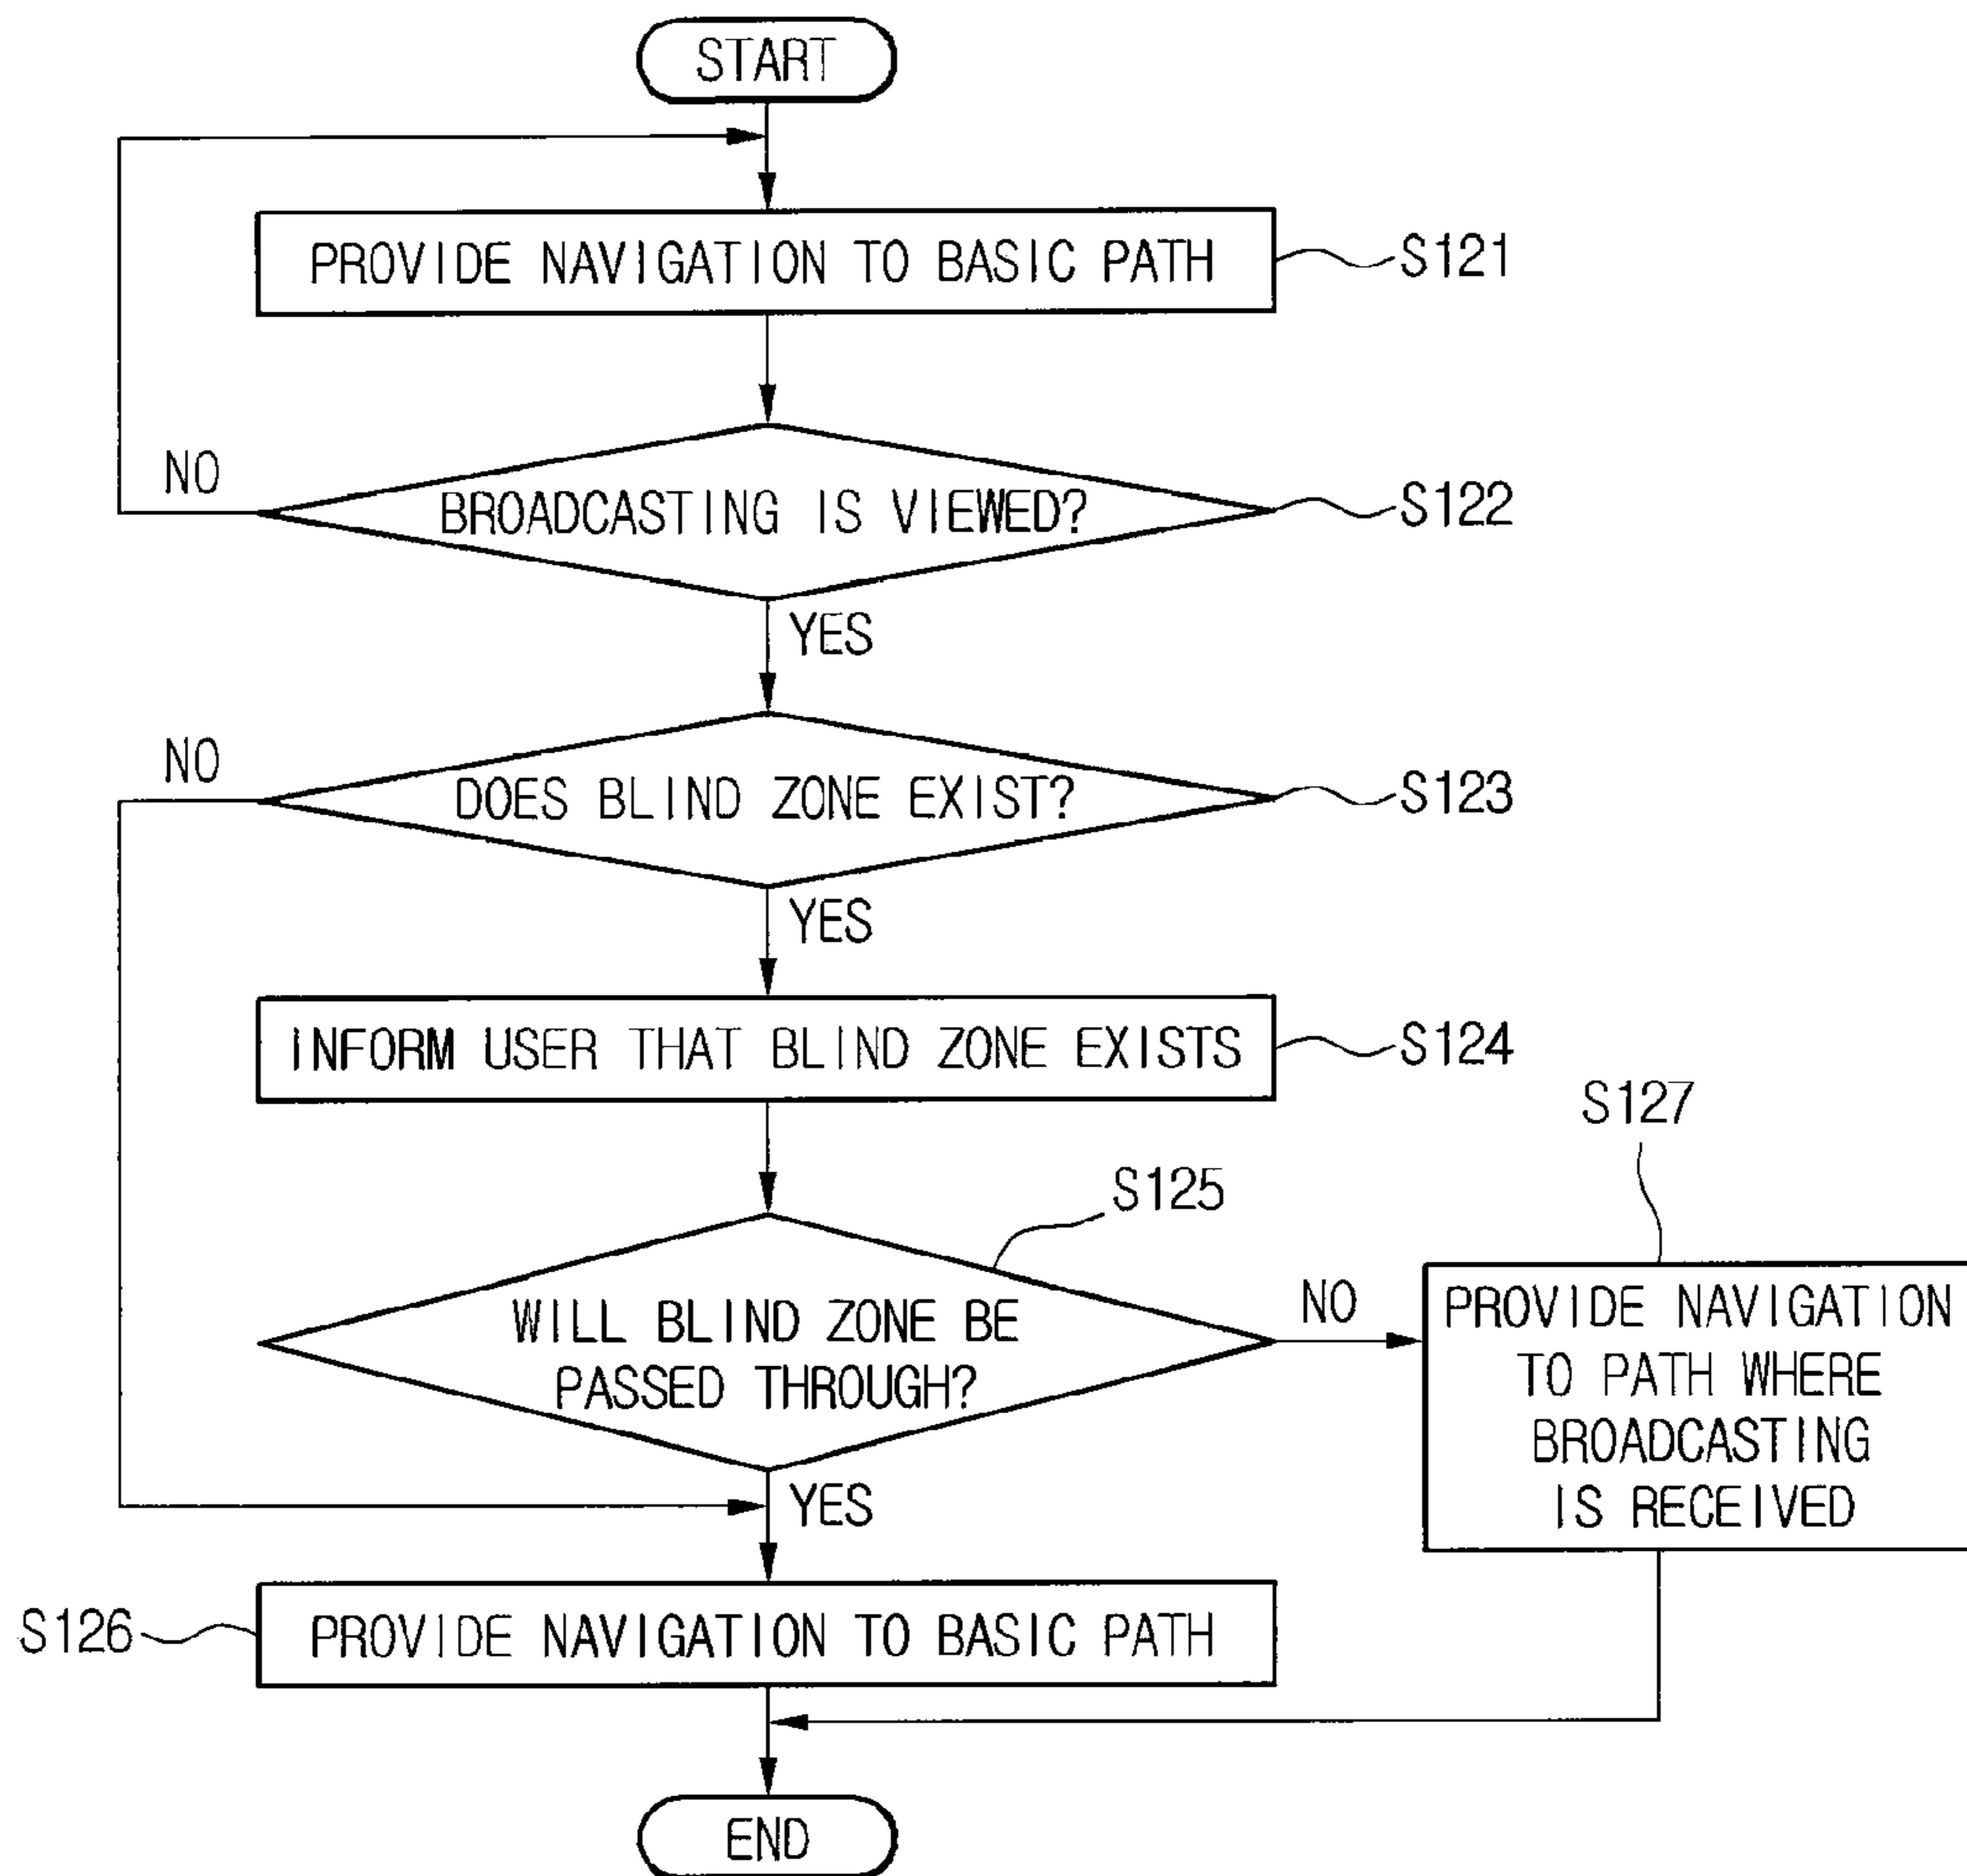 START
PROVIDE NAVIGATION TO BASIC PATH
S121
NO
BROADCASTING IS VIEWED?
S122
YES
NO
DOES BLIND ZONE EXIST?
S123
YES
INFORM USER THAT BLIND ZONE EXISTS
S124
S127
S125
WILL BLIND ZONE BE
PASSED THROUGH?
NO
PROVIDE NAVIGATION
TO PATH WHERE
BROADCASTING
IS RECEIVED
YES
S126
PROVIDE NAVIGATION TO BASIC PATH
END